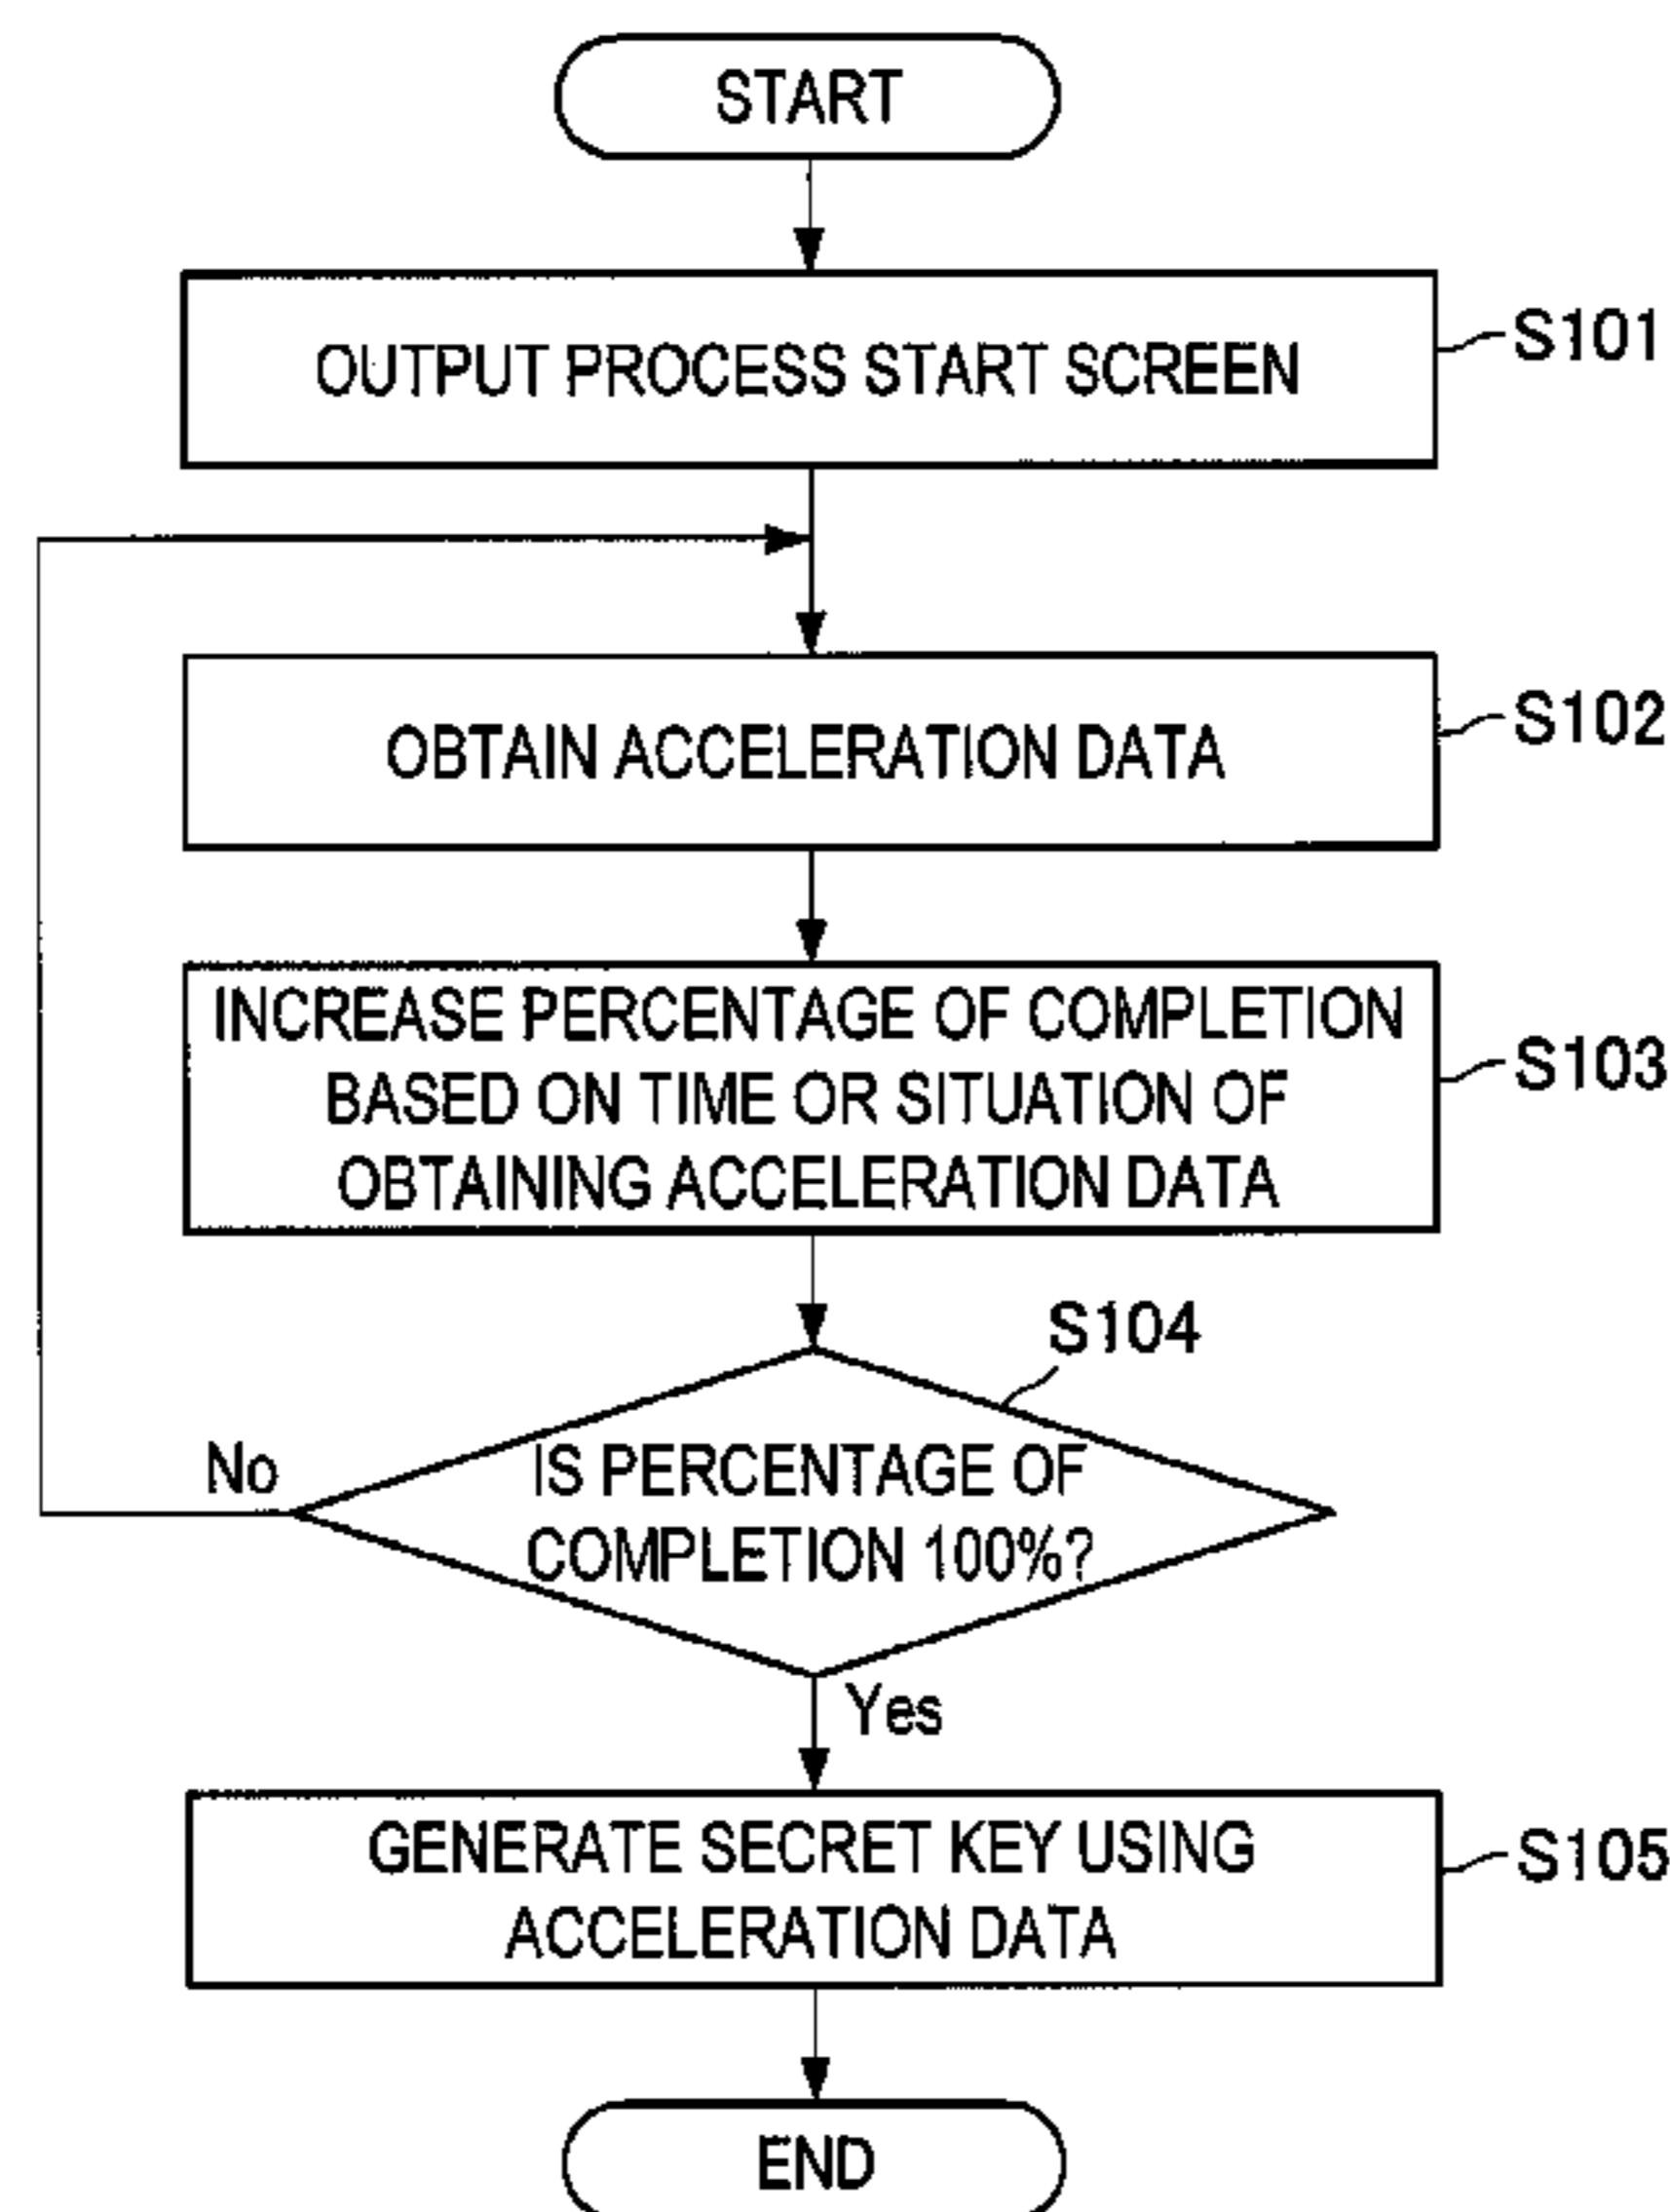 START
OUTPUT PROCESS START SCREEN
S101
OBTAIN ACCELERATION DATA
S102
INCREASE PERCENTAGE OF COMPLETION
BASED ON TIME OR SITUATION OF
OBTAINING ACCELERATION DATA
S103
S104
IS PERCENTAGE OF
COMPLETION 100%?
No
Yes
GENERATE SECRET KEY USING
ACCELERATION DATA
S105
END